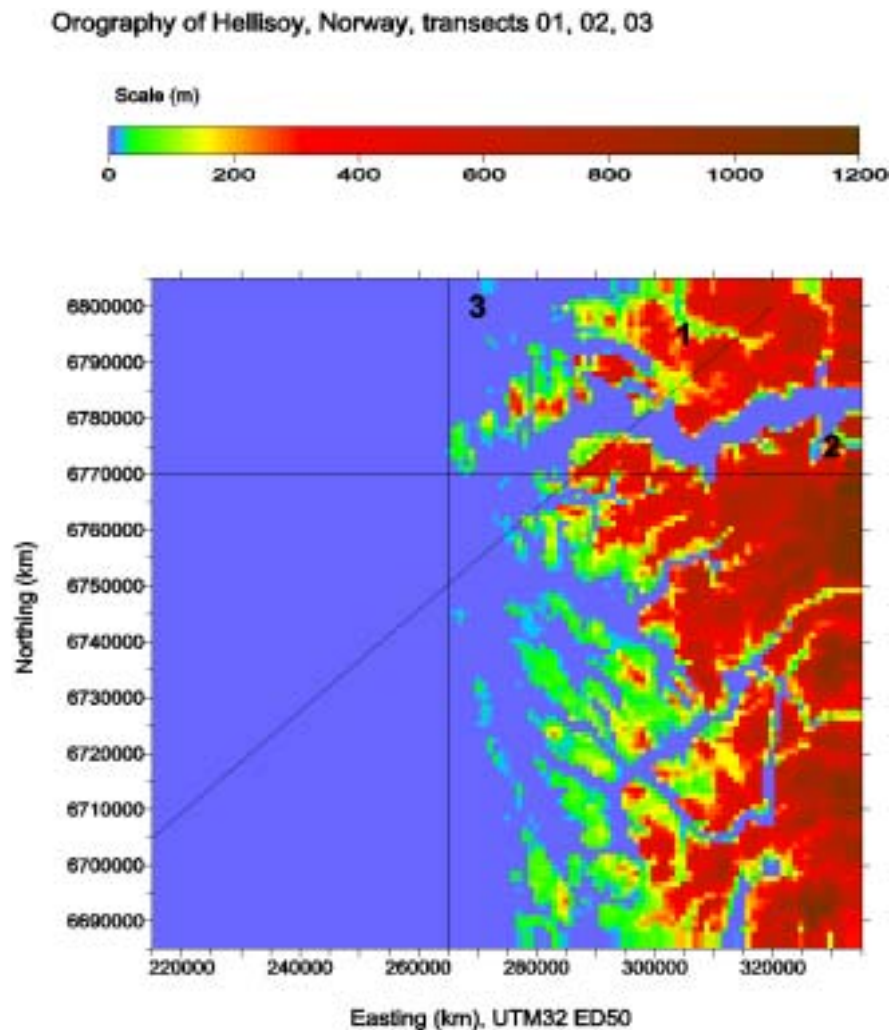 Orography of Hellisoy, Norway, transects 01, 02, 03
Scale (m)
0 200 400 600 800 1000 1200
3
1
2
6800000
6790000
6780000
6770000
6760000
6750000
6740000
6730000
6720000
6710000
6700000
6690000
Northing (km)
220000 240000 260000 280000 300000 320000
Easting (km), UTM32 ED50